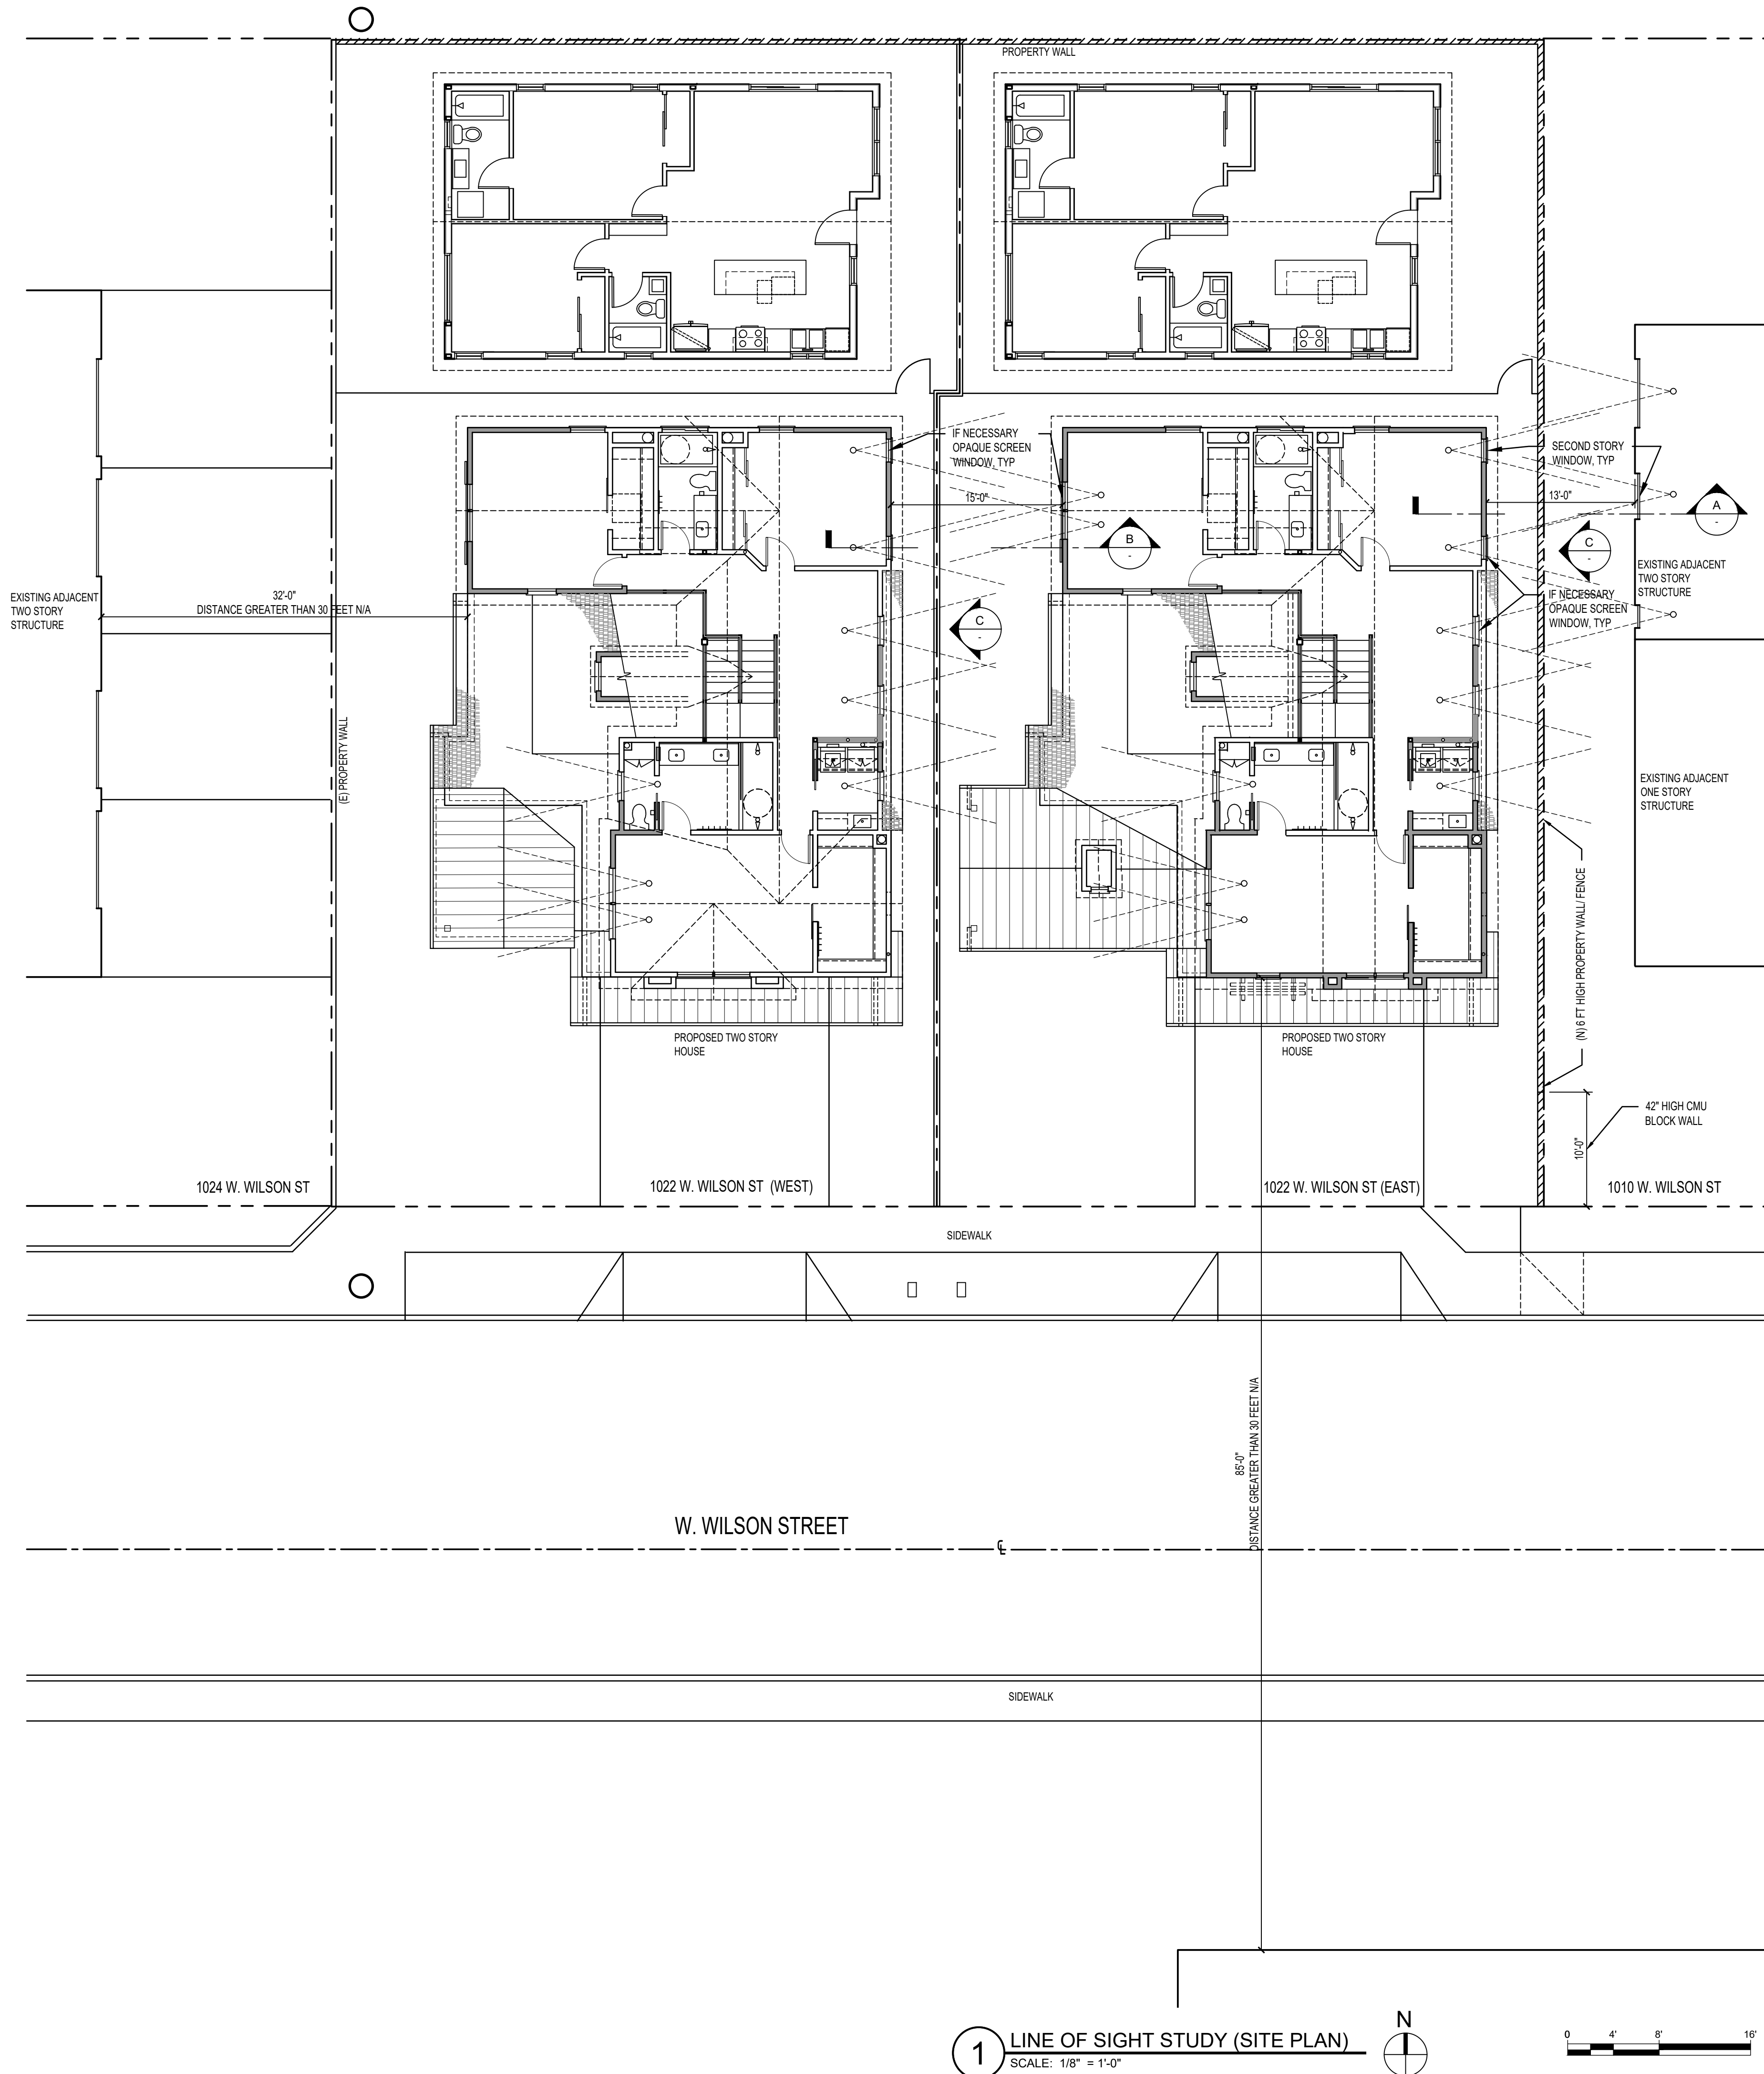 PROPERTY WALL
IF NECESSARY
OPAQUE SCREEN
WINDOW, TYP
15'-0"
SECOND STORY
WINDOW, TYP
13'-0"
A
-
B
-
C
-
EXISTING ADJACENT
TWO STORY
STRUCTURE
IF NECESSARY
OPAQUE SCREEN
WINDOW, TYP
EXISTING ADJACENT
TWO STORY
STRUCTURE
32'-0"
DISTANCE GREATER THAN 30 FEET N/A
C
-
(E) PROPERTY WALL
EXISTING ADJACENT
ONE STORY
STRUCTURE
(N) 6 FT HIGH PROPERTY WALL/ FENCE
PROPOSED TWO STORY
HOUSE
PROPOSED TWO STORY
HOUSE
42" HIGH CMU
BLOCK WALL
10'-0"
1024 W. WILSON ST
1022 W. WILSON ST (WEST)
1022 W. WILSON ST (EAST)
1010 W. WILSON ST
SIDEWALK
85'-0"
DISTANCE GREATER THAN 30 FEET N/A
W. WILSON STREET
SIDEWALK
1
LINE OF SIGHT STUDY (SITE PLAN)
SCALE: 1/8" = 1'-0"
N
0 4' 8' 16'